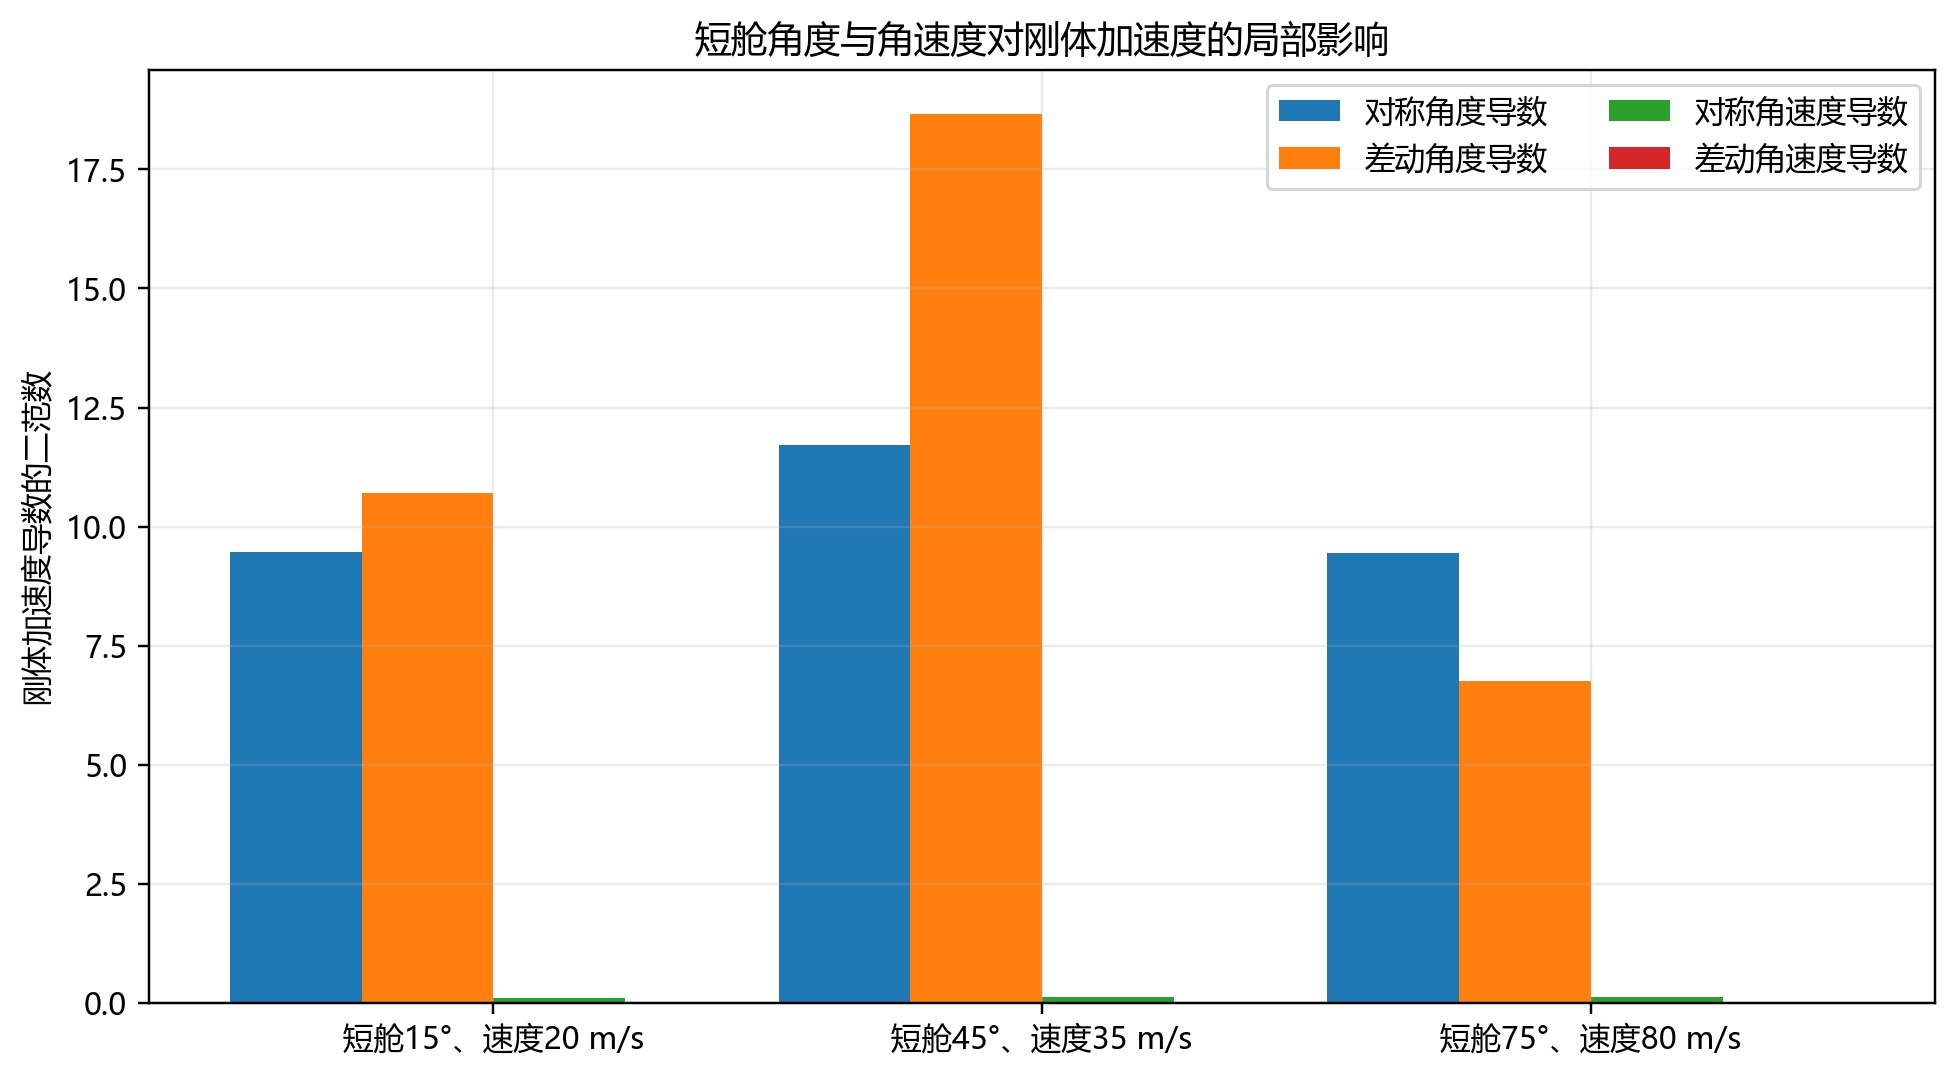 短舱角度与角速度对刚体加速度的局部影响
对称角度导数
差动角度导数
对称角速度导数
差动角速度导数
刚体加速度导数的二范数
17.5
15.0
12.5
10.0
7.5
5.0
2.5
0.0
短舱15°、速度20 m/s
短舱45°、速度35 m/s
短舱75°、速度80 m/s